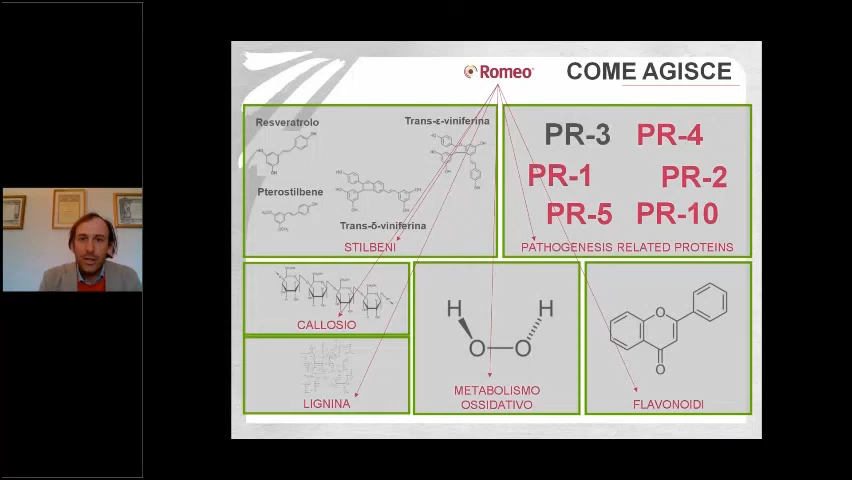 Romeo
COME AGISCE
Resveratrolo
Trans-ε-viniferina
Pterostilbene
Trans-δ-viniferina
STILBENI
PR-3 PR-4
PR-1 PR-2
PR-5 PR-10
PATHOGENESIS RELATED PROTEINS
CALLOSIO
LIGNINA
H H
O O
METABOLISMO
OSSIDATIVO
O
O
FLAVONOIDI